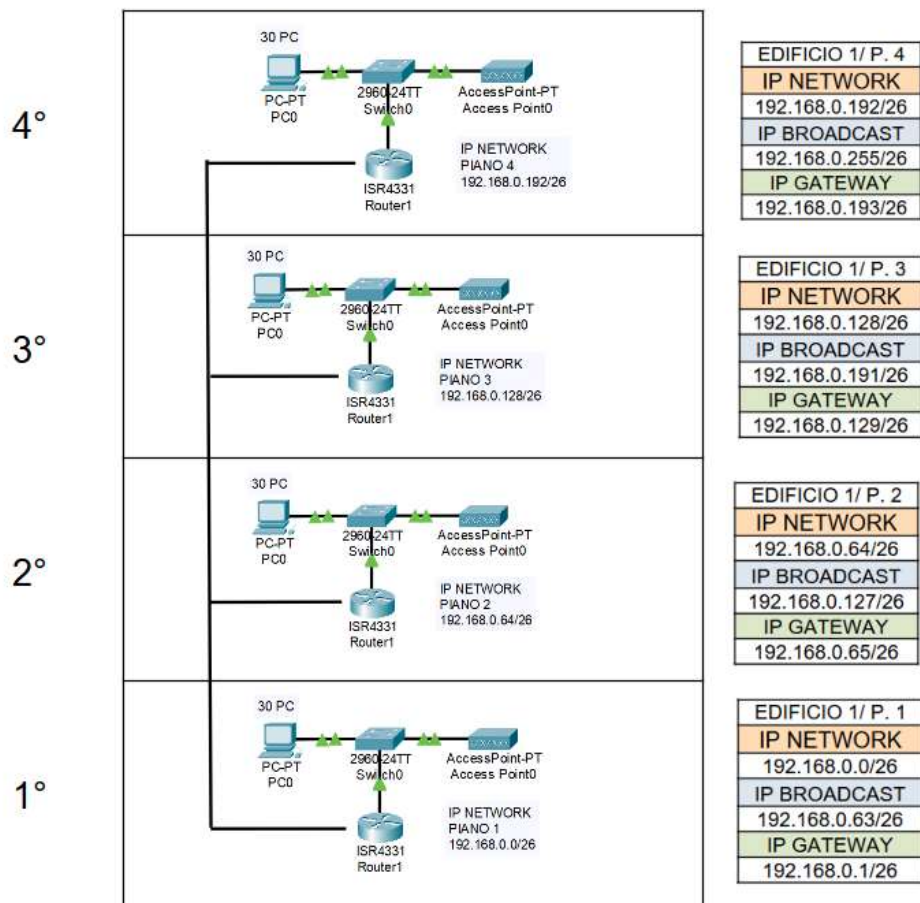 4°
30 PC
PC-PT
PC0
2960-24TT
Switch0
AccessPoint-PT
Access Point0
ISR4331
Router1
IP NETWORK
PIANO 4
192.168.0.192/26
EDIFICIO 1/ P. 4
IP NETWORK
192.168.0.192/26
IP BROADCAST
192.168.0.255/26
IP GATEWAY
192.168.0.193/26
3°
30 PC
PC-PT
PC0
2960-24TT
Switch0
AccessPoint-PT
Access Point0
ISR4331
Router1
IP NETWORK
PIANO 3
192.168.0.128/26
EDIFICIO 1/ P. 3
IP NETWORK
192.168.0.128/26
IP BROADCAST
192.168.0.191/26
IP GATEWAY
192.168.0.129/26
2°
30 PC
PC-PT
PC0
2960-24TT
Switch0
AccessPoint-PT
Access Point0
ISR4331
Router1
IP NETWORK
PIANO 2
192.168.0.64/26
EDIFICIO 1/ P. 2
IP NETWORK
192.168.0.64/26
IP BROADCAST
192.168.0.127/26
IP GATEWAY
192.168.0.65/26
1°
30 PC
PC-PT
PC0
2960-24TT
Switch0
AccessPoint-PT
Access Point0
ISR4331
Router1
IP NETWORK
PIANO 1
192.168.0.0/26
EDIFICIO 1/ P. 1
IP NETWORK
192.168.0.0/26
IP BROADCAST
192.168.0.63/26
IP GATEWAY
192.168.0.1/26